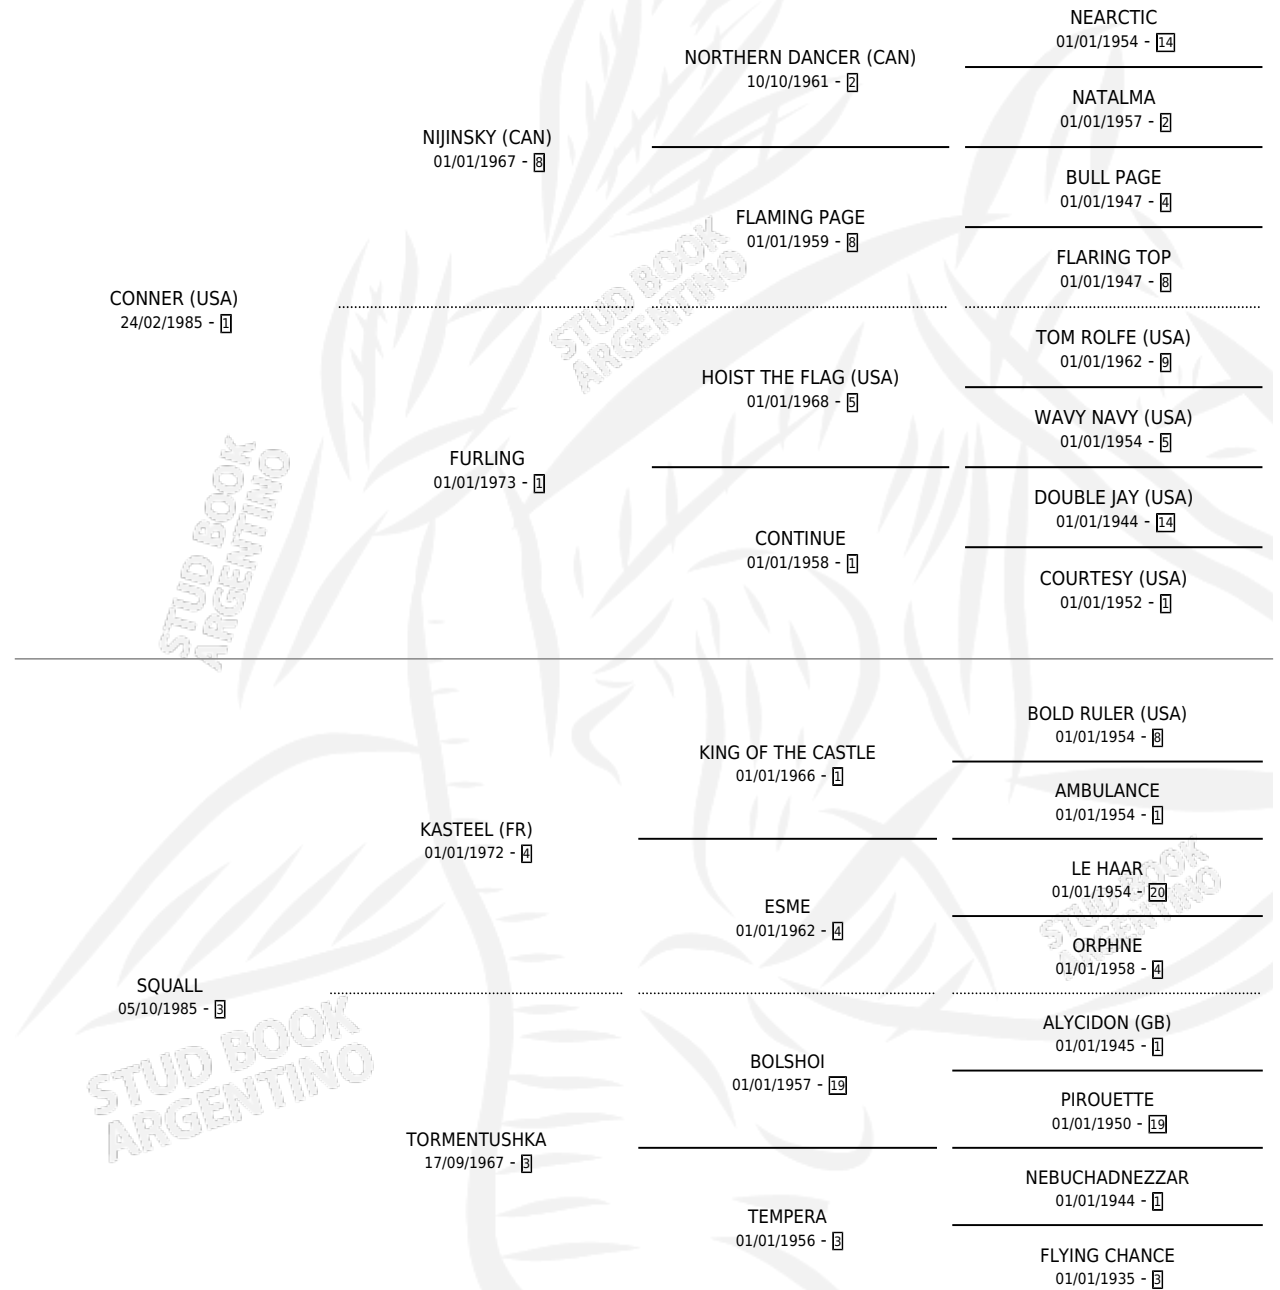 NEARCTIC
01/01/1954 - 14
NORTHERN DANCER (CAN)
10/10/1961 - 2
NATALMA
01/01/1957 - 2
NIJINSKY (CAN)
01/01/1967 - 8
BULL PAGE
01/01/1947 - 4
FLAMING PAGE
01/01/1959 - 8
FLARING TOP
01/01/1947 - 8
CONNER (USA)
24/02/1985 - 1
TOM ROLFE (USA)
01/01/1962 - 9
HOIST THE FLAG (USA)
01/01/1968 - 5
WAVY NAVY (USA)
01/01/1954 - 5
FURLING
01/01/1973 - 1
DOUBLE JAY (USA)
01/01/1944 - 14
CONTINUE
01/01/1958 - 1
COURTESY (USA)
01/01/1952 - 1
BOLD RULER (USA)
01/01/1954 - 8
KING OF THE CASTLE
01/01/1966 - 1
AMBULANCE
01/01/1954 - 1
KASTEEL (FR)
01/01/1972 - 4
LE HAAR
01/01/1954 - 20
ESME
01/01/1962 - 4
ORPHNE
01/01/1958 - 4
SQUALL
05/10/1985 - 3
ALYCIDON (GB)
01/01/1945 - 1
BOLSHOI
01/01/1957 - 19
PIROUETTE
01/01/1950 - 19
TORMENTUSHKA
17/09/1967 - 3
NEBUCHADNEZZAR
01/01/1944 - 1
TEMPERA
01/01/1956 - 3
FLYING CHANCE
01/01/1935 - 3
STUD BOOK
ARGENTINO
STUD BOOK
ARGENTINO
STUD BOOK
ARGENTINO
STUD BOOK
ARGENTINO